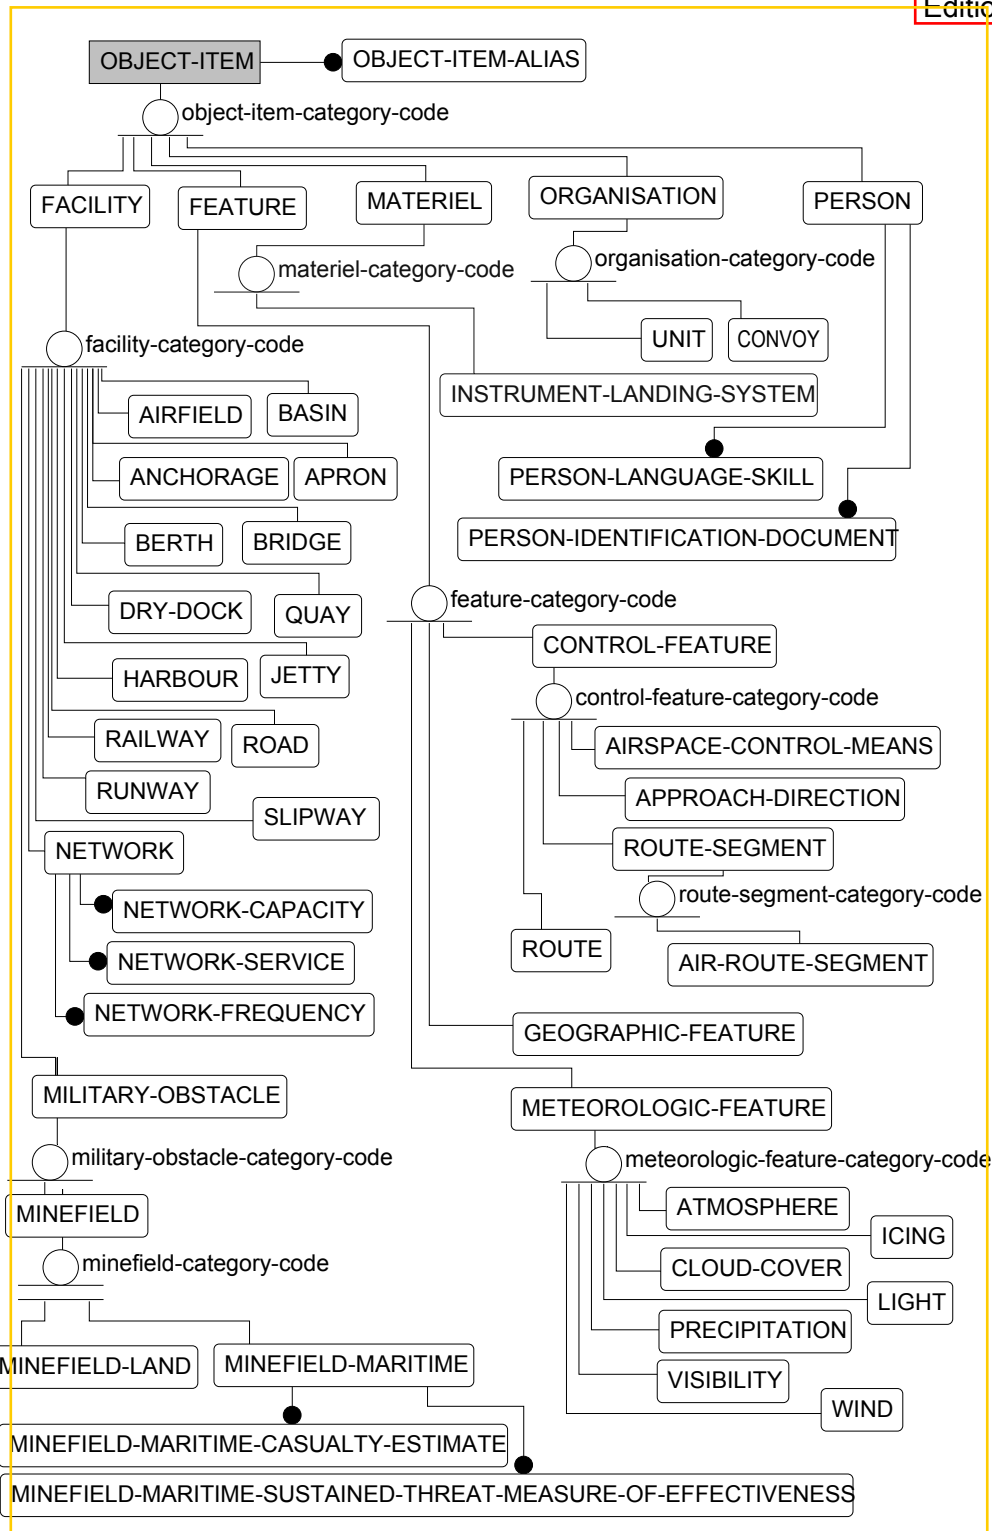 Editio
OBJECT-ITEM
OBJECT-ITEM-ALIAS
object-item-category-code
FACILITY
FEATURE
MATERIEL
ORGANISATION
PERSON
materiel-category-code
organisation-category-code
UNIT
CONVOY
facility-category-code
INSTRUMENT-LANDING-SYSTEM
AIRFIELD
BASIN
ANCHORAGE
APRON
PERSON-LANGUAGE-SKILL
BERTH
BRIDGE
PERSON-IDENTIFICATION-DOCUMENT
DRY-DOCK
QUAY
feature-category-code
CONTROL-FEATURE
HARBOUR
JETTY
control-feature-category-code
RAILWAY
ROAD
AIRSPACE-CONTROL-MEANS
RUNWAY
APPROACH-DIRECTION
SLIPWAY
NETWORK
ROUTE-SEGMENT
route-segment-category-code
NETWORK-CAPACITY
ROUTE
NETWORK-SERVICE
AIR-ROUTE-SEGMENT
NETWORK-FREQUENCY
GEOGRAPHIC-FEATURE
MILITARY-OBSTACLE
METEOROLOGIC-FEATURE
military-obstacle-category-code
meteorologic-feature-category-code
MINEFIELD
ATMOSPHERE
ICING
minefield-category-code
CLOUD-COVER
LIGHT
PRECIPITATION
MINEFIELD-LAND
MINEFIELD-MARITIME
VISIBILITY
WIND
MINEFIELD-MARITIME-CASUALTY-ESTIMATE
MINEFIELD-MARITIME-SUSTAINED-THREAT-MEASURE-OF-EFFECTIVENESS